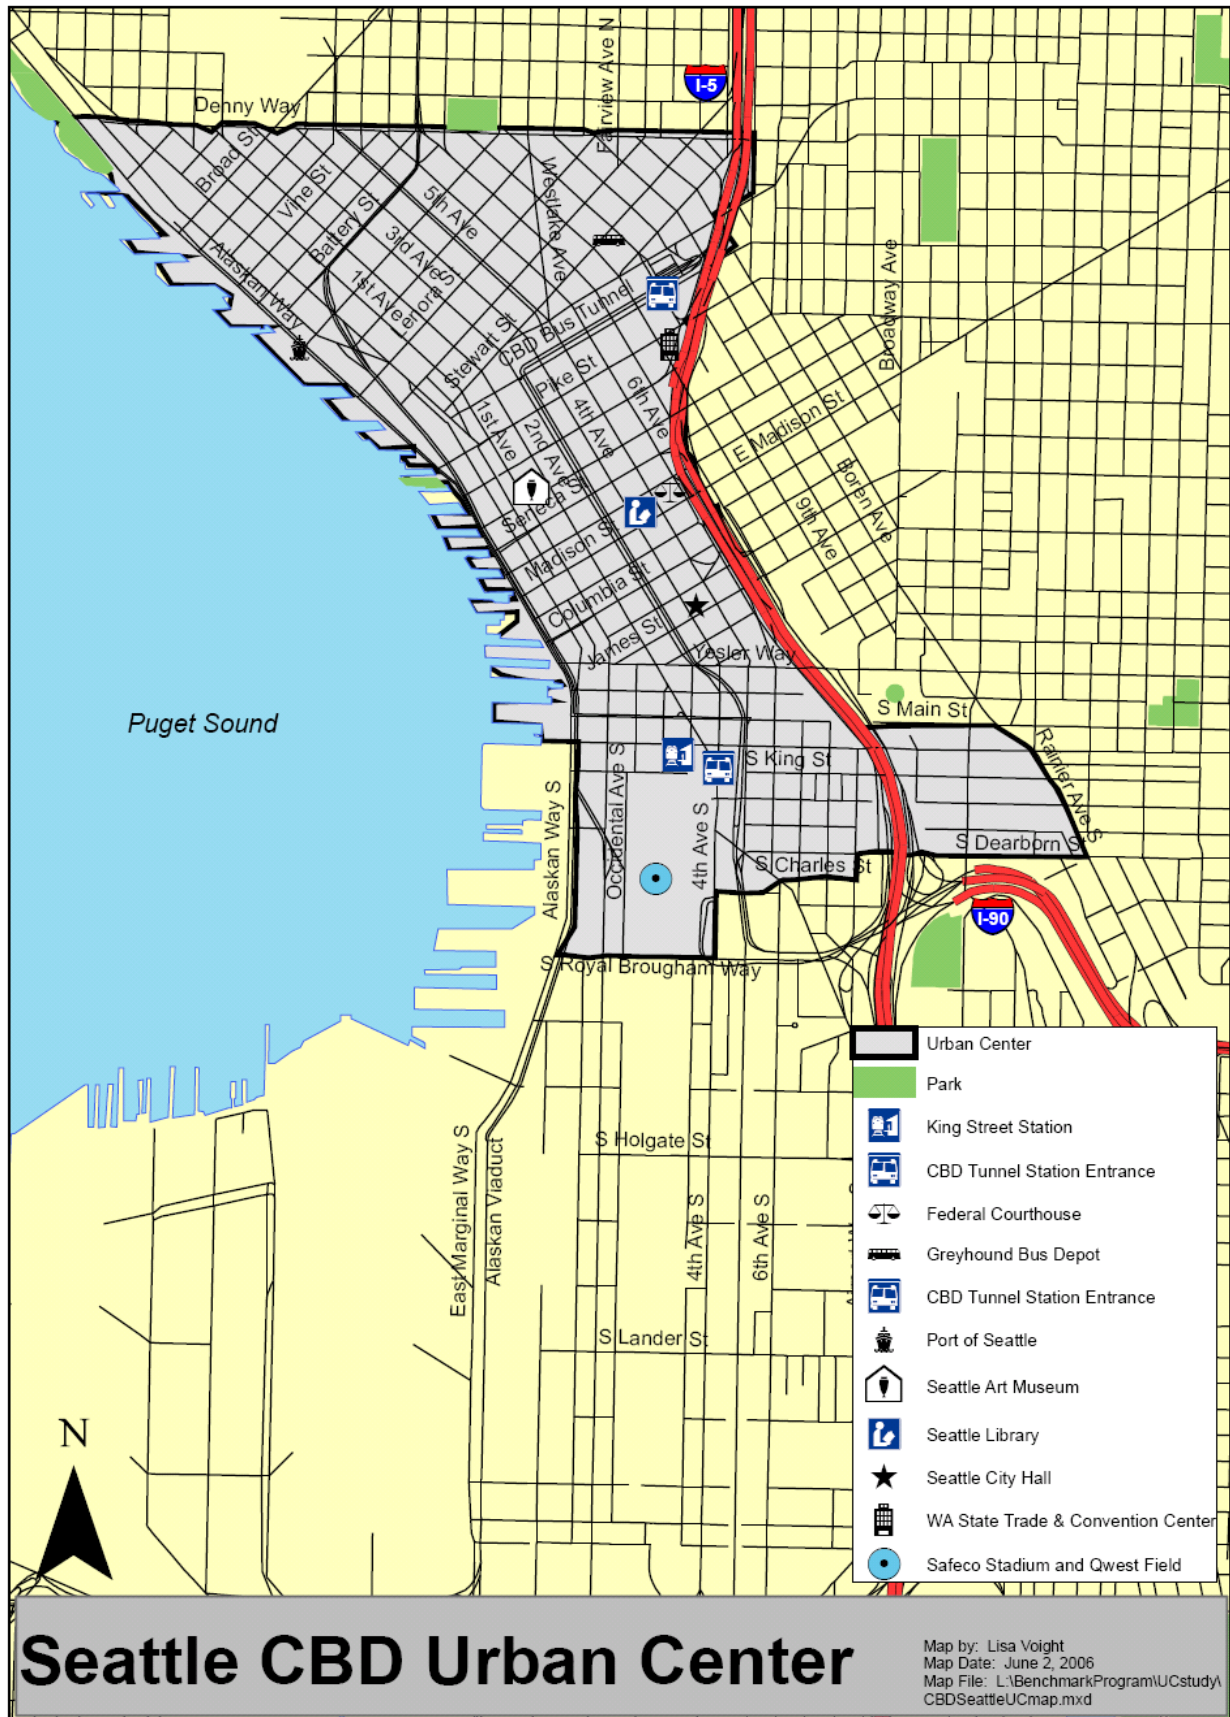 Denny Way
Fairview Ave N
I-5
Broad St
Vine St
Battery St
5th Ave
Westlake Ave
3rd Ave
Alaskan Way
1st Ave
Stewart St
CBD Bus Tunnel
Broadway Ave
Pike St
6th Ave
4th Ave
1st Ave
2nd Ave
E Madison St
Boren Ave
9th Ave
Seneca S
Madison St
Columbia St
James St
Yesler Way
Puget Sound
S Main St
Rainier Ave S
S King St
Alaskan Way S
Occidental Ave S
4th Ave S
S Dearborn St
S Charles St
I-90
S Royal Brougham Way
S Holgate St
East Marginal Way S
Alaskan Viaduct
4th Ave S
6th Ave S
S Lander St
N
Urban Center
Park
King Street Station
CBD Tunnel Station Entrance
Federal Courthouse
Greyhound Bus Depot
CBD Tunnel Station Entrance
Port of Seattle
Seattle Art Museum
Seattle Library
Seattle City Hall
WA State Trade & Convention Center
Safeco Stadium and Qwest Field
Seattle CBD Urban Center
Map by: Lisa Voight
Map Date: June 2, 2006
Map File: L:\BenchmarkProgram\UCstudy\
CBDSeattleUCmap.mxd